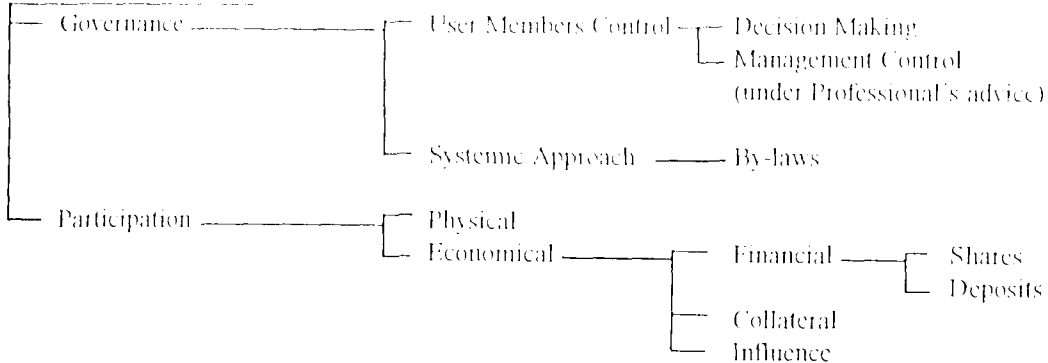 Governance User Members Control Decision Making
Management Control
(under Professional's advice)
Systemic Approach By-laws
Participation Physical
Economical Financial Shares
Deposits
Collateral
Influence